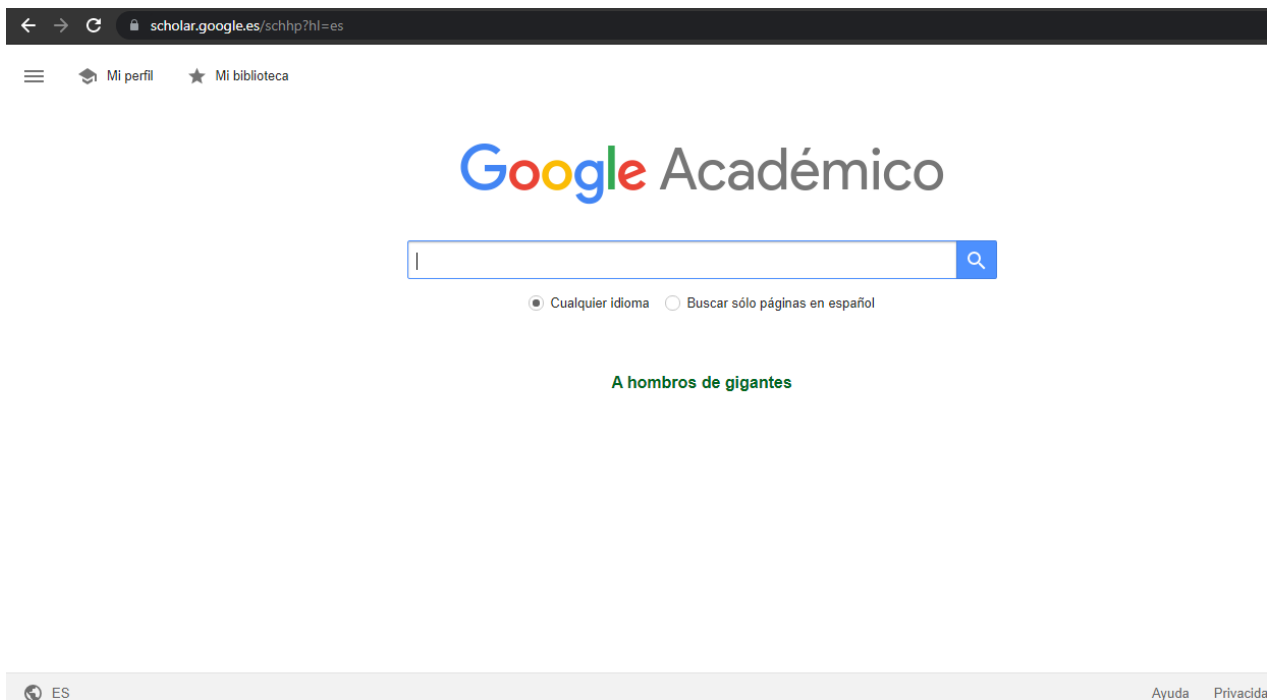 scholar.google.es/schhp?hl=es
Mi perfil Mi biblioteca
Google Académico
Cualquier idioma Buscar sólo páginas en español
A hombros de gigantes
ES Ayuda Privacida